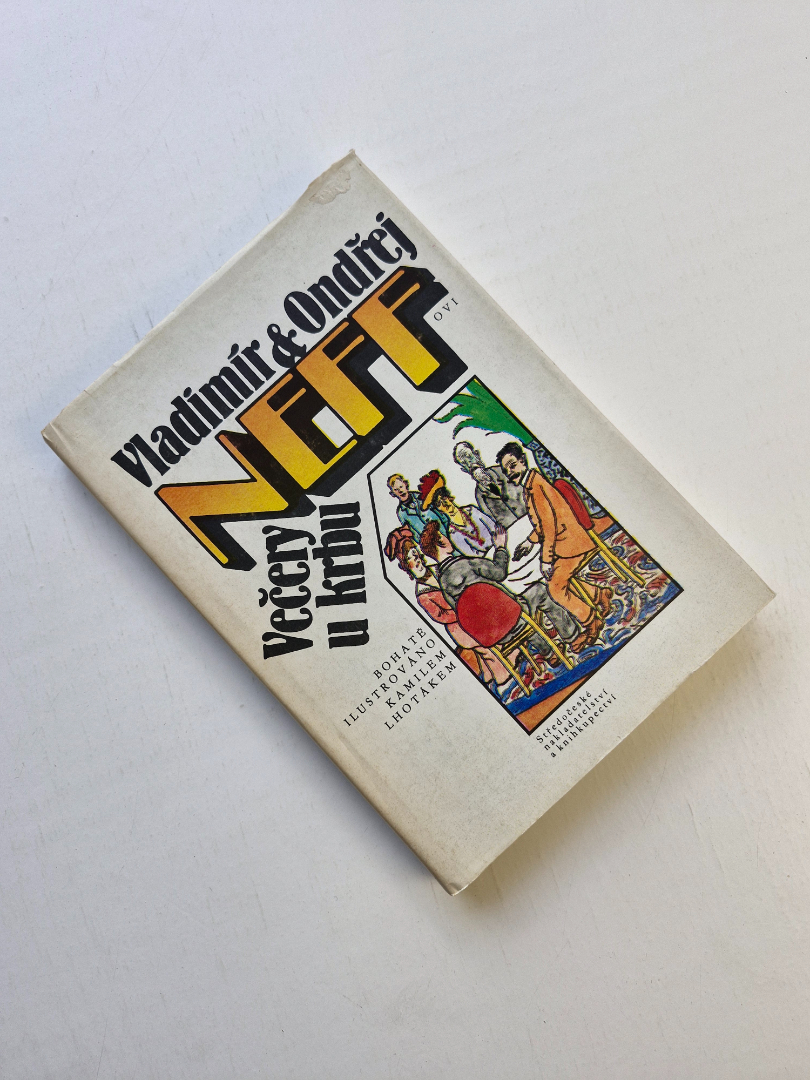 Vladimír & Ondřej
NEFF
OVI
Večery
u krbu
BOHATĚ
ILUSTROVÁNO
KAMILEM
LHOTÁKEM
Středočeské
nakladatelství
a knihkupectví